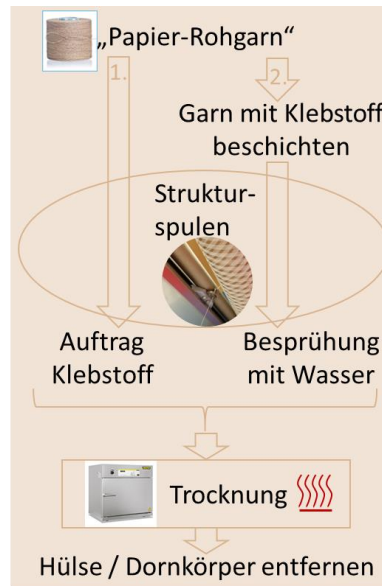 „Papier-Rohgarn“
1.
2.
Garn mit Klebstoff
beschichten
Struktur-
spulen
Auftrag
Klebstoff
Besprühung
mit Wasser
Trocknung
Hülse / Dornkörper entfernen